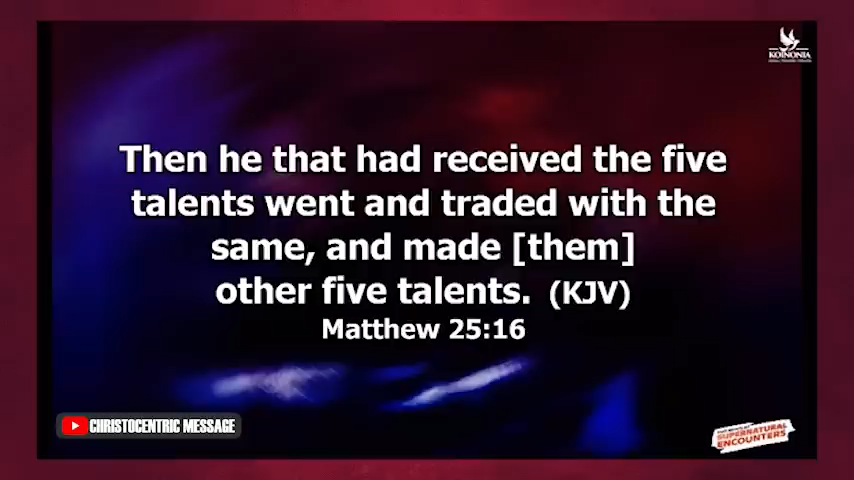 KOINONIA
Then he that had received the five
talents went and traded with the
same, and made [them]
other five talents. (KJV)
Matthew 25:16
CHRISTOCENTRIC MESSAGE
SUPERNATURAL
ENCOUNTERS